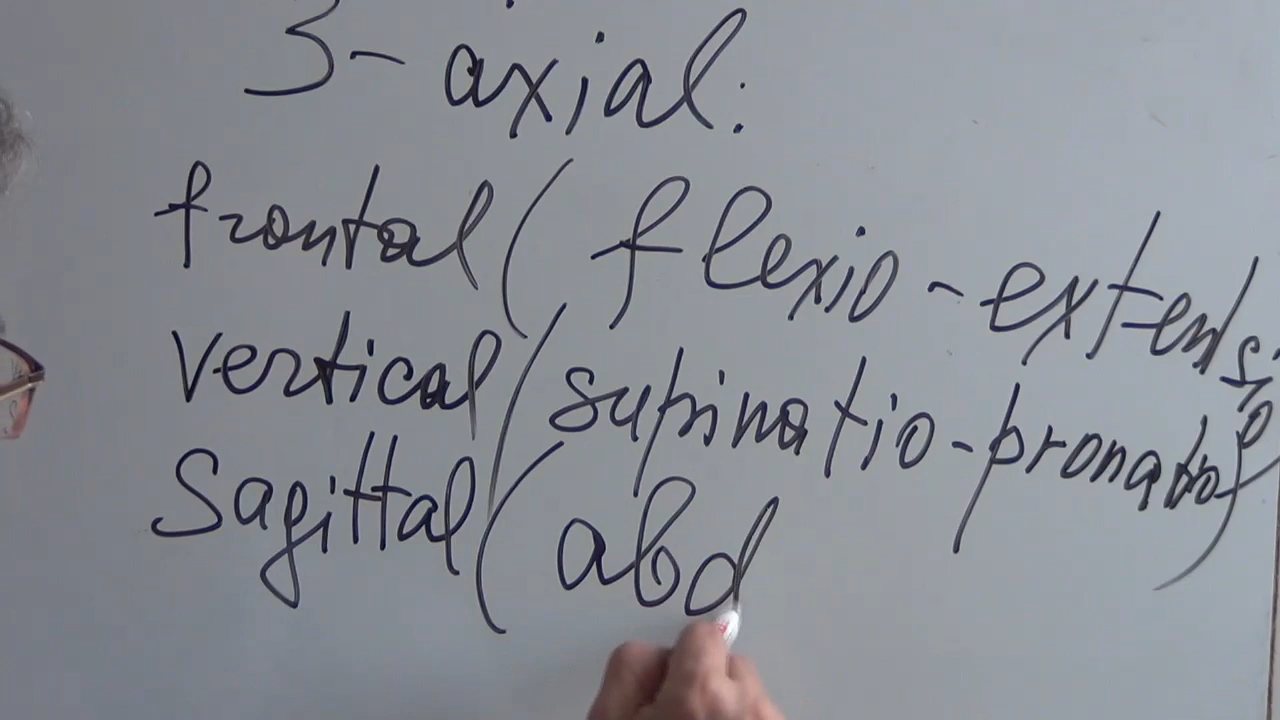 3-axial:
frontal (flexio-extensio
vertical (supinatio-pronatio)
Sagittal (abd